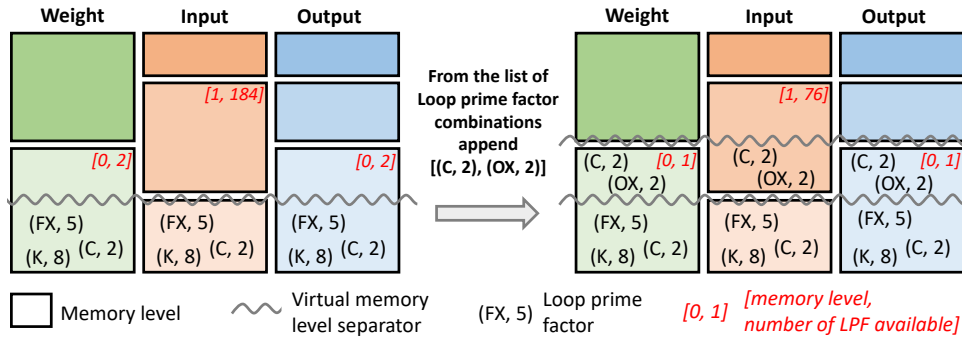 Weight Input Output
[1, 184]
[0, 2] [0, 2]
(FX, 5) (FX, 5) (FX, 5)
(K, 8) (C, 2) (K, 8) (C, 2) (K, 8) (C, 2)
From the list of
Loop prime factor
combinations
append
[(C, 2), (OX, 2)]
Weight Input Output
[1, 76]
(C, 2) [0, 1] (C, 2) (C, 2) [0, 1]
(OX, 2) (OX, 2) (OX, 2)
(FX, 5) (FX, 5) (FX, 5)
(K, 8) (C, 2) (K, 8) (C, 2) (K, 8) (C, 2)
Memory level
Virtual memory
level separator
(FX, 5) Loop prime
factor
[0, 1] [memory level,
number of LPF available]